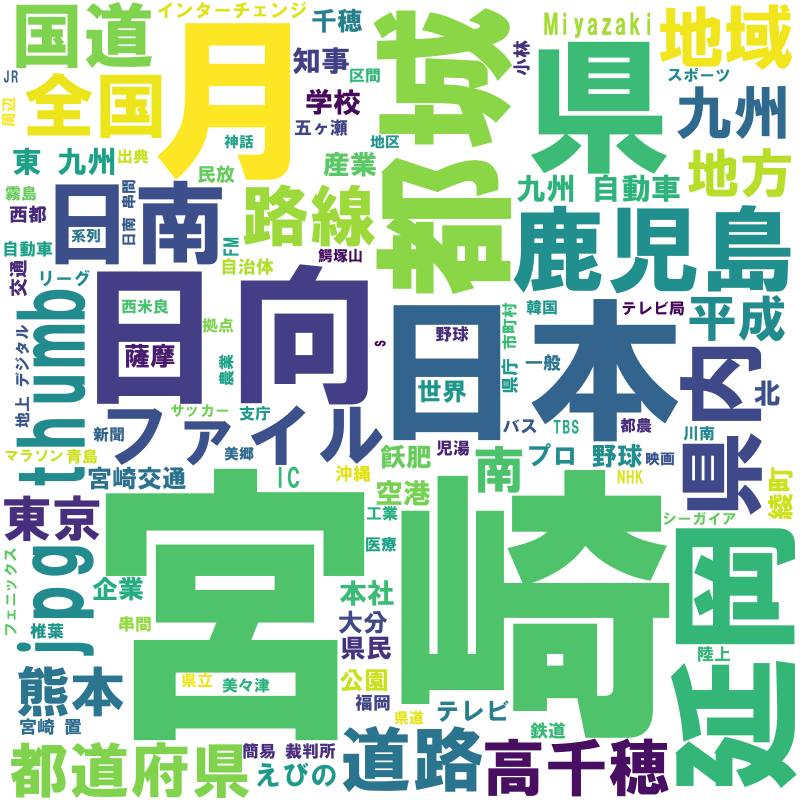 国道
インターチェンジ
千穂
小林
Miyazaki
地域
JR
月
知事
区間
都城
県
スポーツ
周辺
全国
学校
九州
五ヶ瀬
神話
地区
東 九州
出典
民放
産業
九州 自動車
地方
霧島
日南
日南 串間
路線
鹿児島
西都
系列
FM
自動車
鰐塚山
自治体
交通
リーグ
日向
日本
thumb
西米良
市町村
韓国
テレビ局
平成
拠点
薩摩
S
野球
地上 デジタル
農業
県庁
一般
県内
世界
北
ファイル
サッカー
支庁
バス
TBS
都農
新聞
川南
マラソン
青島
美郷
児湯
飫肥
南
プロ 野球
映画
宮崎交通
IC
沖縄
空港
NHK
綾町
東京
宮崎
工業
シーガイア
フェニックス
jpg
医療
延岡
企業
本社
椎葉
串間
大分
県民
陸上
熊本
県立
美々津
公園
福岡
テレビ
宮崎 置
県道
鉄道
都道府県
簡易 裁判所
えびの
道路
高千穂